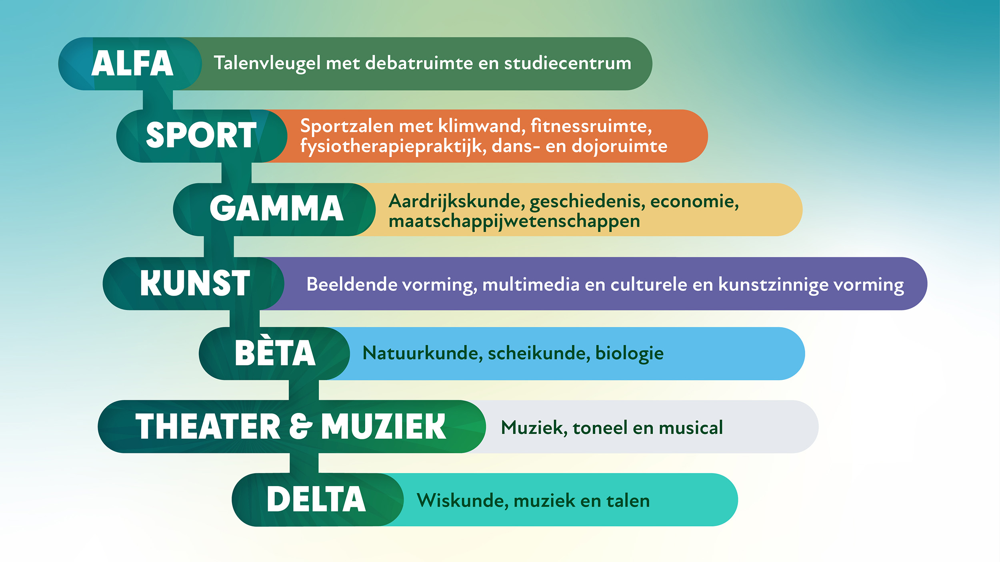 ALFA
Talenvleugel met debatruimte en studiecentrum
SPORT
Sportzalen met klimwand, fitnessruimte,
fysiotherapiepraktijk, dans- en dojoruimte
GAMMA
Aardrijkskunde, geschiedenis, economie,
maatschappijwetenschappen
KUNST
Beeldende vorming, multimedia en culturele en kunstzinnige vorming
BÈTA
Natuurkunde, scheikunde, biologie
THEATER & MUZIEK
Muziek, toneel en musical
DELTA
Wiskunde, muziek en talen